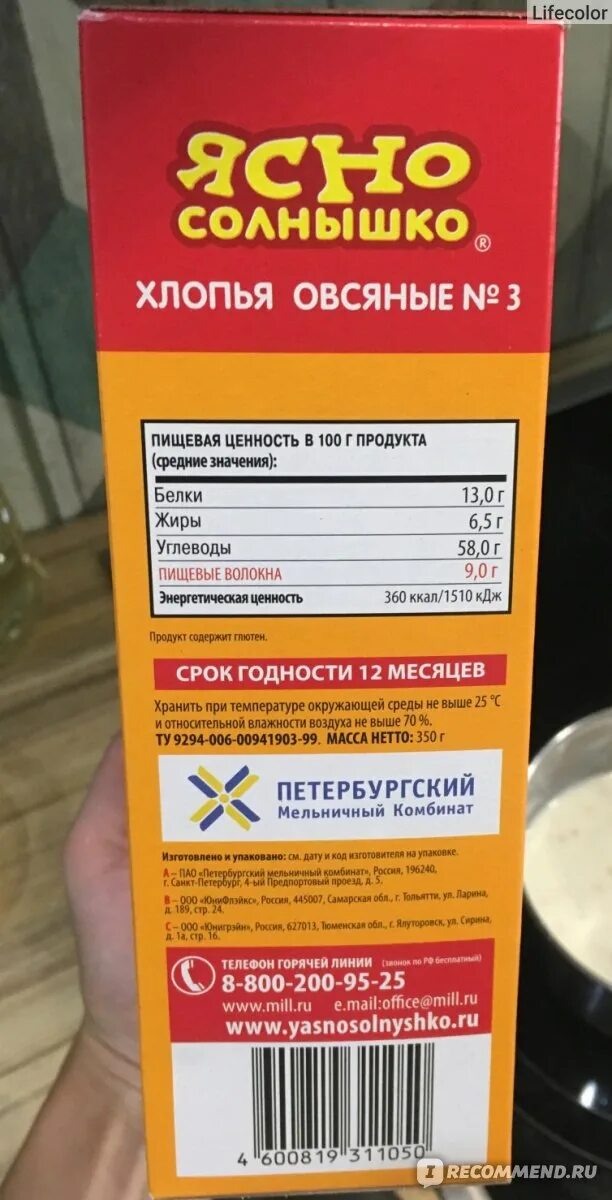 Lifecolor
ЯСНО
СОЛНЫШКО
®
ХЛОПЬЯ ОВСЯНЫЕ № 3
ПИЩЕВАЯ ЦЕННОСТЬ В 100 Г ПРОДУКТА
(средние значения):
Белки 13,0 г
Жиры 6,5 г
Углеводы 58,0 г
ПИЩЕВЫЕ ВОЛОКНА 9,0 г
Энергетическая ценность 360 ккал/1510 кДж
Продукт содержит глютен.
СРОК ГОДНОСТИ 12 МЕСЯЦЕВ
Хранить при температуре окружающей среды не выше 25 °С
и относительной влажности воздуха не выше 70 %.
ТУ 9294-006-00941903-99. МАССА НЕТТО: 350 г
ПЕТЕРБУРГСКИЙ
Мельничный Комбинат
Изготовлено и упаковано: см. дату и код изготовителя на упаковке.
А – ПАО «Петербургский мельничный комбинат», Россия, 196240,
г. Санкт-Петербург, 4-ый Предпортовый проезд, д. 5.
В – ООО «ЮниФлэйкс», Россия, 445007, Самарская обл., г. Тольятти, ул. Ларина,
д. 189, стр. 24.
С – ООО «Юнигрэйн», Россия, 627013, Тюменская обл., г. Ялуторовск, ул. Сирина,
д. 1а, стр. 16.
ТЕЛЕФОН ГОРЯЧЕЙ ЛИНИИ (звонок по РФ бесплатный)
8-800-200-95-25
www.mill.ru e.mail:office@mill.ru
www.yasnosolnyshko.ru
4 600819 311050
I RECOMMEND.RU